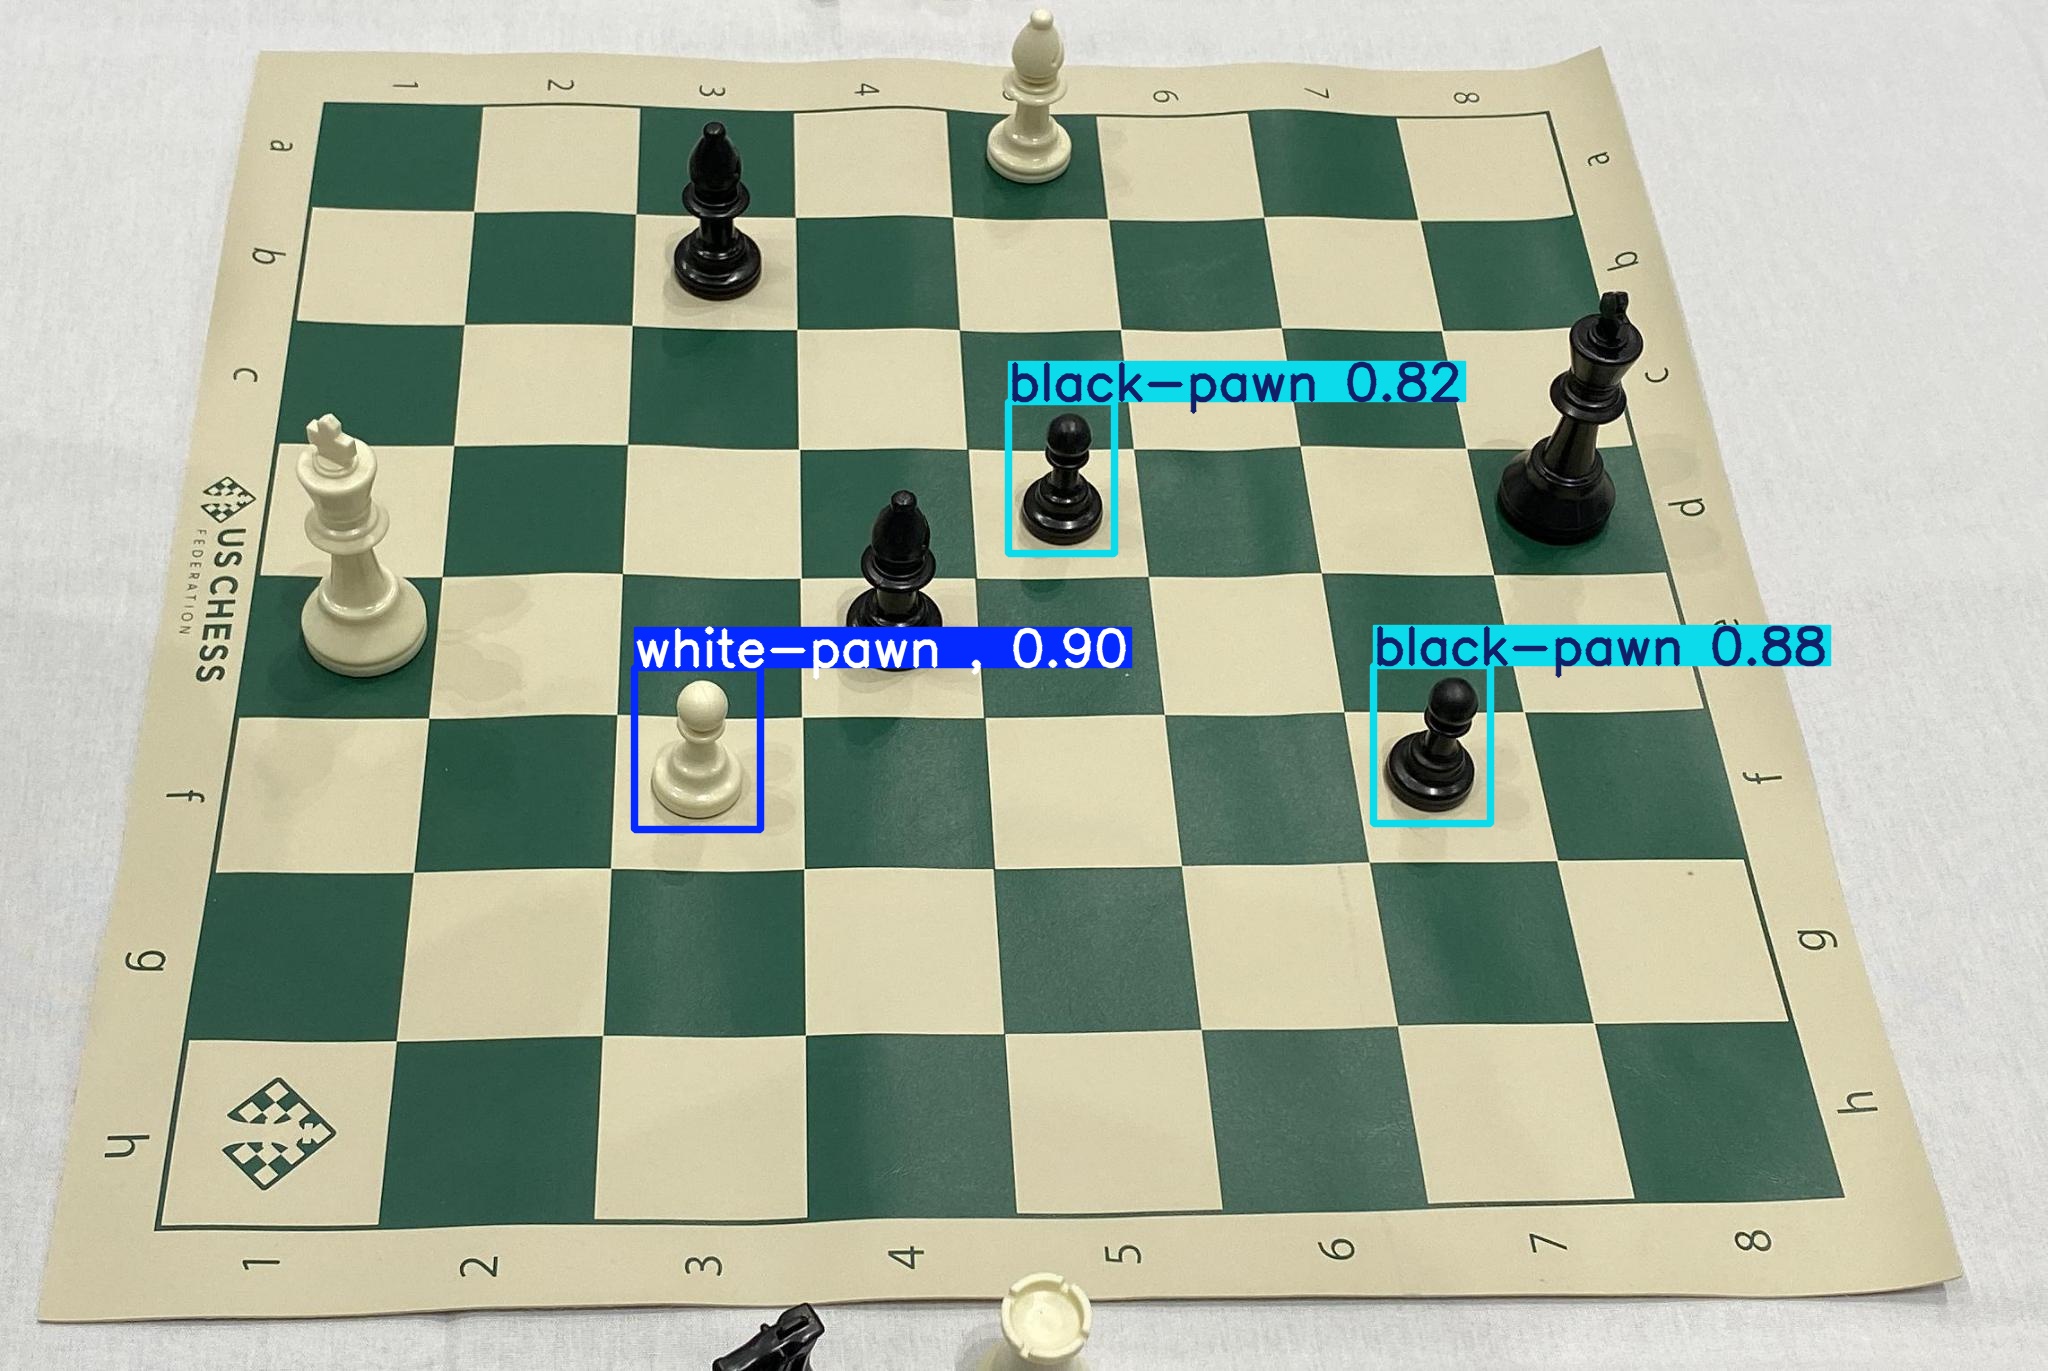 1 2 3 4 6 7 8
a a
b b
c c
black-pawn 0.82
d
US CHESS
FEDERATION
white-pawn , 0.90
black-pawn 0.88
f f
g g
h h
1 2 3 4 5 6 7 8